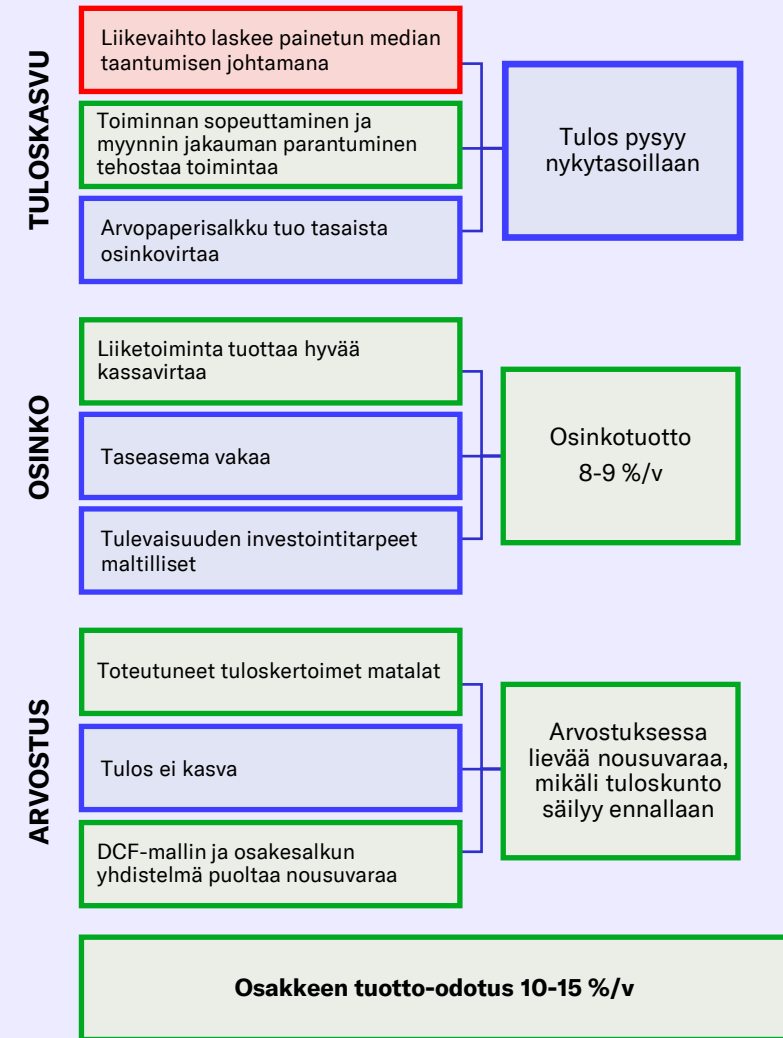 TULOSKASVU
Liikevaihto laskee painetun median
taantumisen johtamana
Toiminnan sopeuttaminen ja
myynnin jakauman parantuminen
tehostaa toimintaa
Arvopaperisalkku tuo tasaista
osinkovirtaa
Tulos pysyy
nykytasoillaan
OSINKO
Liiketoiminta tuottaa hyvää
kassavirtaa
Taseasema vakaa
Tulevaisuuden investointitarpeet
maltilliset
Osinkotuotto
8-9 %/v
ARVOSTUS
Toteutuneet tuloskertoimet matalat
Tulos ei kasva
DCF-mallin ja osakesalkun
yhdistelmä puoltaa nousuvaraa
Arvostuksessa
lievää nousuvaraa,
mikäli tuloskunto
säilyy ennallaan
Osakkeen tuotto-odotus 10-15 %/v